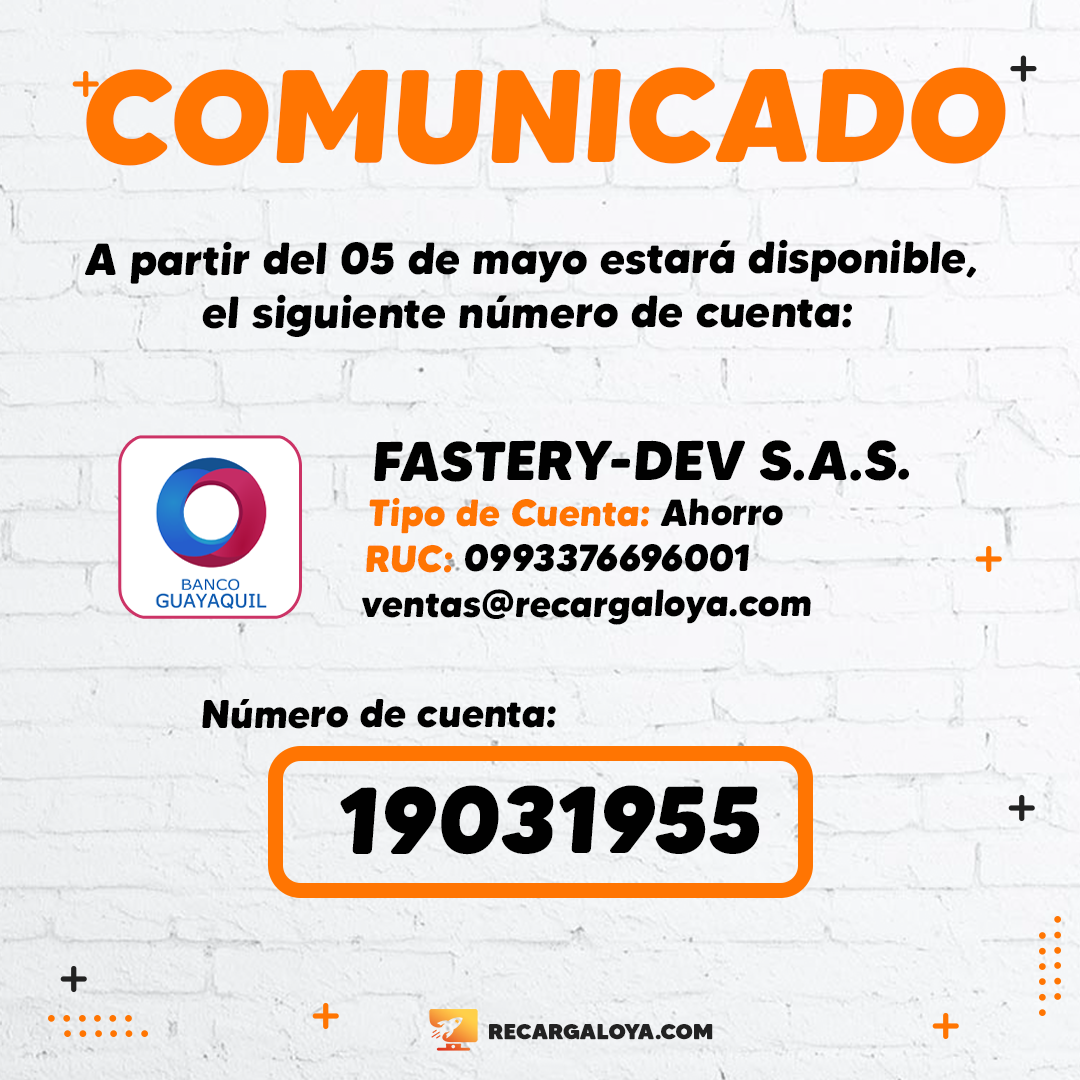 COMUNICADO
A partir del 05 de mayo estará disponible,
el siguiente número de cuenta:
BANCO
GUAYAQUIL
FASTERY-DEV S.A.S.
Tipo de Cuenta: Ahorro
RUC: 0993376696001
ventas@recargaloya.com
Número de cuenta:
19031955
RECARGALOYA.COM